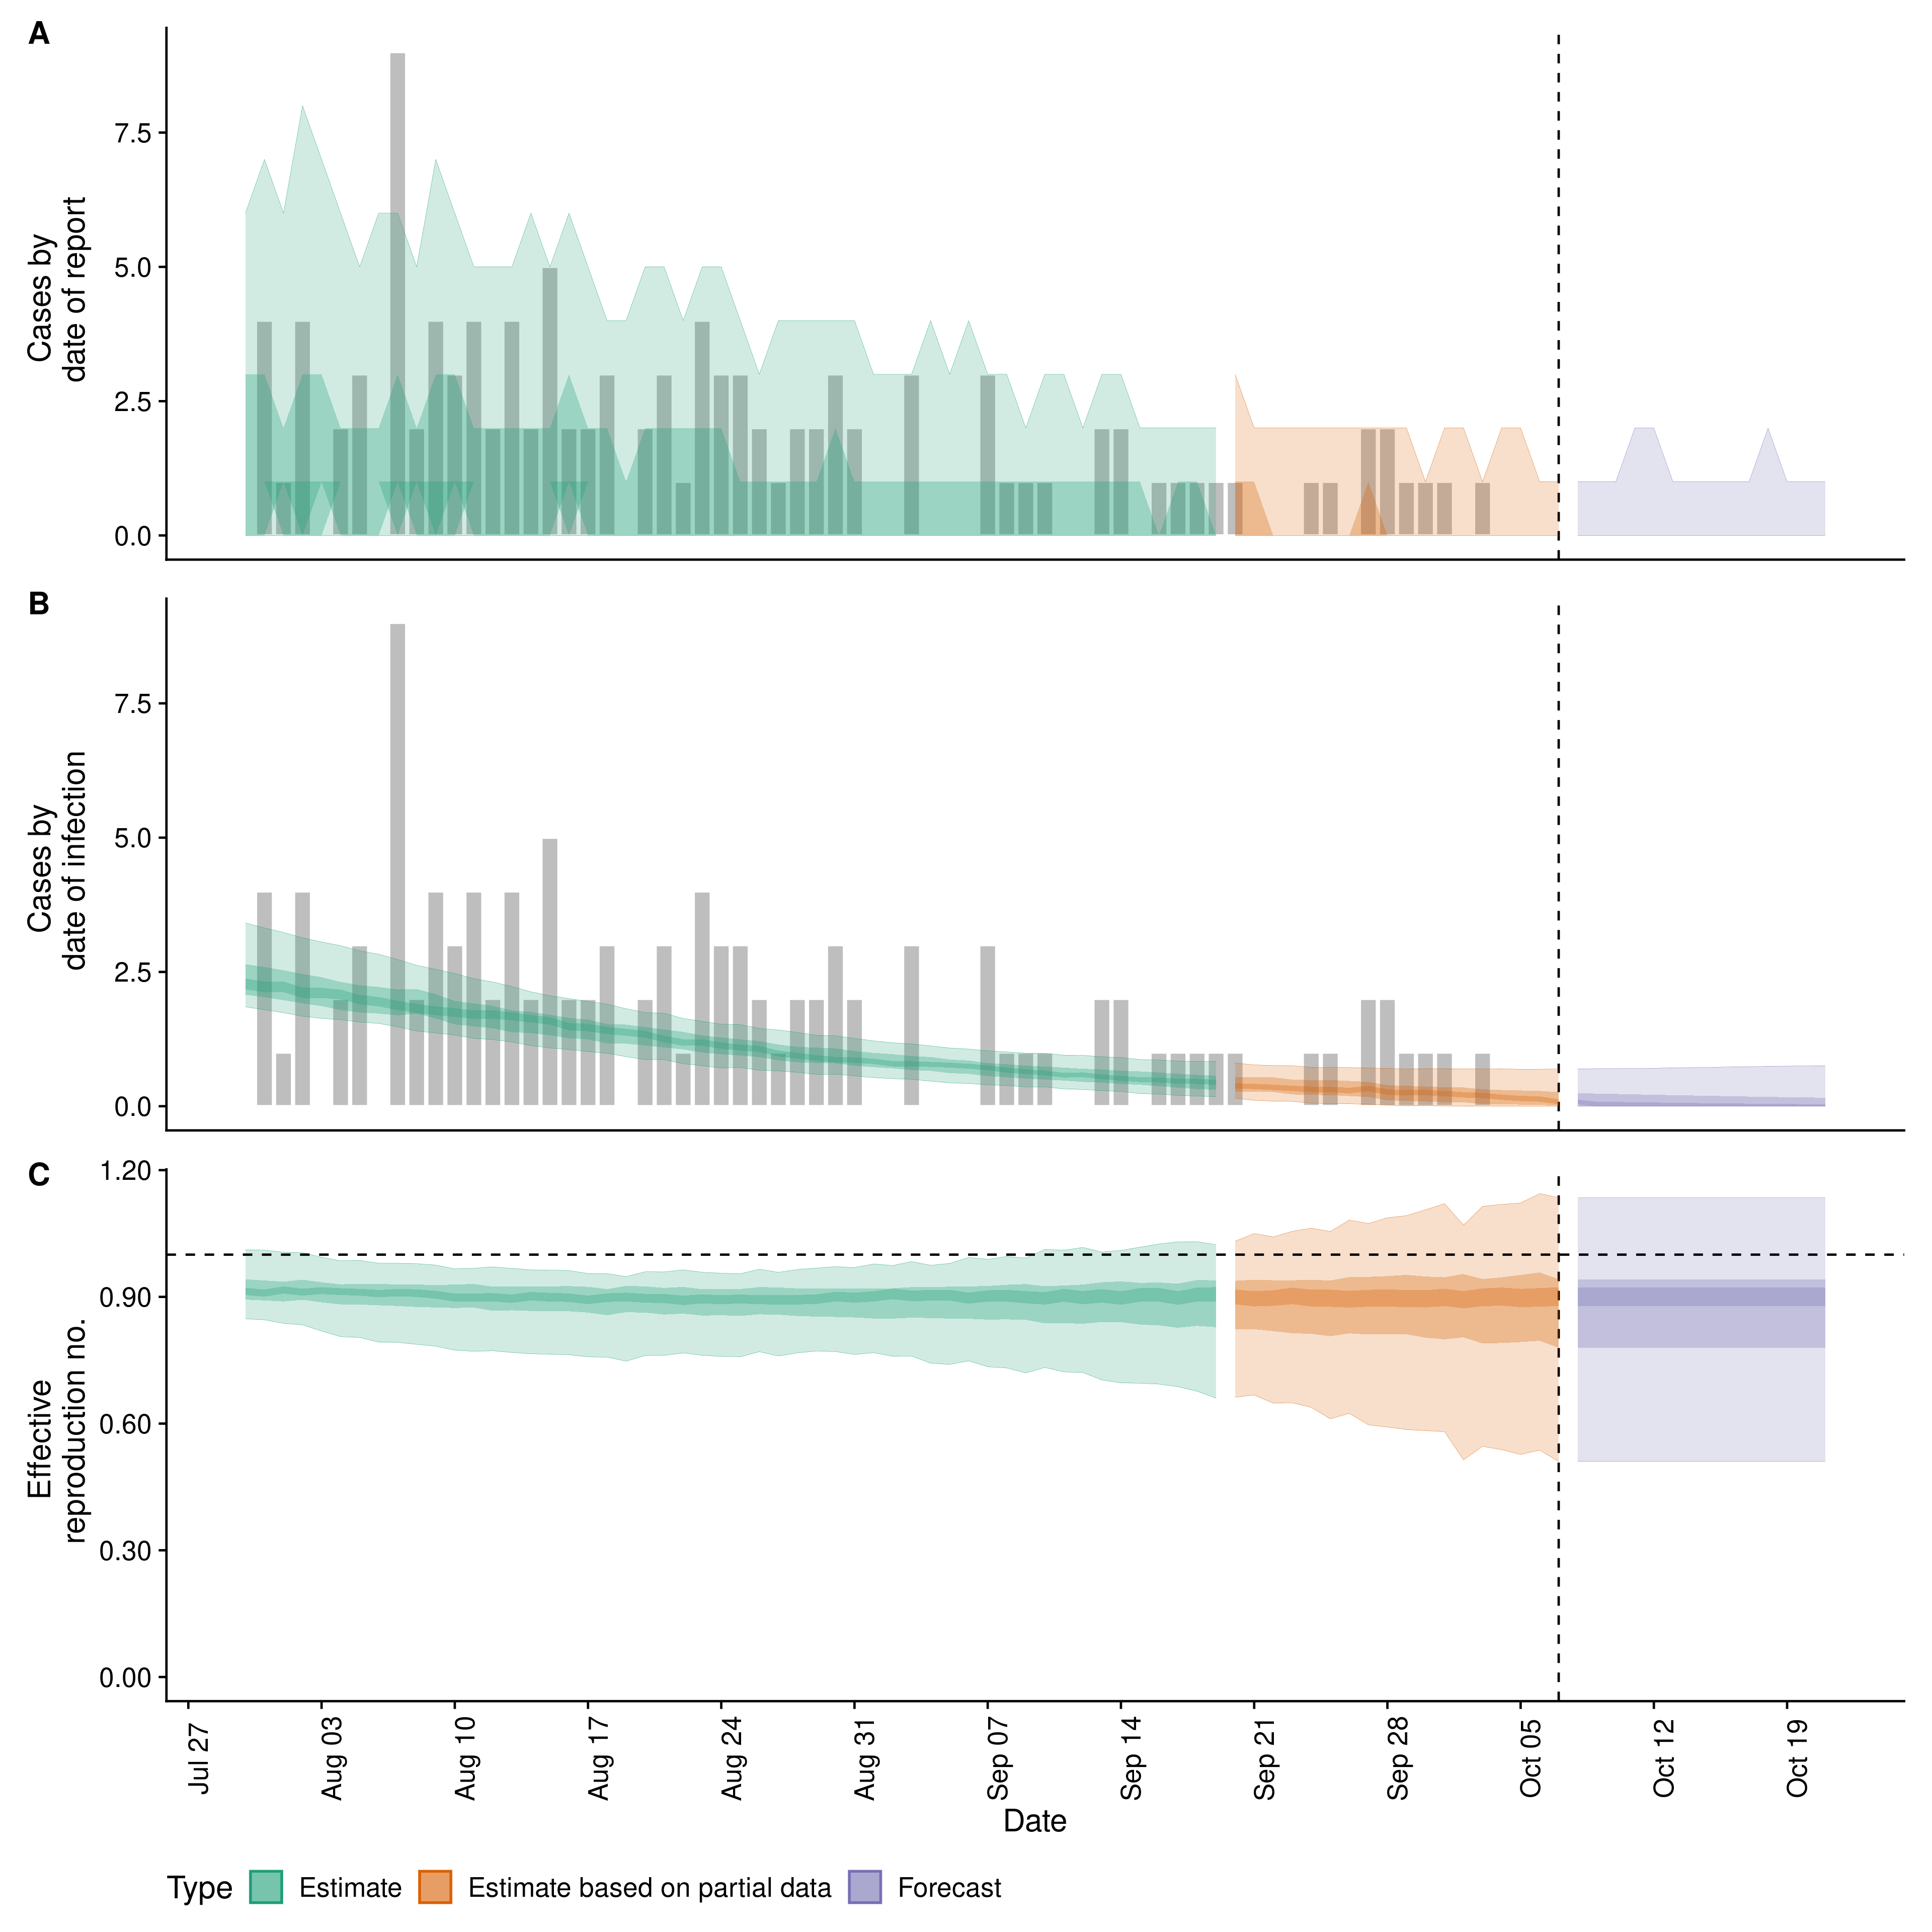 A
Cases by
date of report
7.5
5.0
2.5
0.0
B
Cases by
date of infection
7.5
5.0
2.5
0.0
C
Effective
reproduction no.
1.20
0.90
0.60
0.30
0.00
Jul 27
Aug 03
Aug 10
Aug 17
Aug 24
Aug 31
Sep 07
Sep 14
Sep 21
Sep 28
Oct 05
Oct 12
Oct 19
Date
Type Estimate Estimate based on partial data Forecast